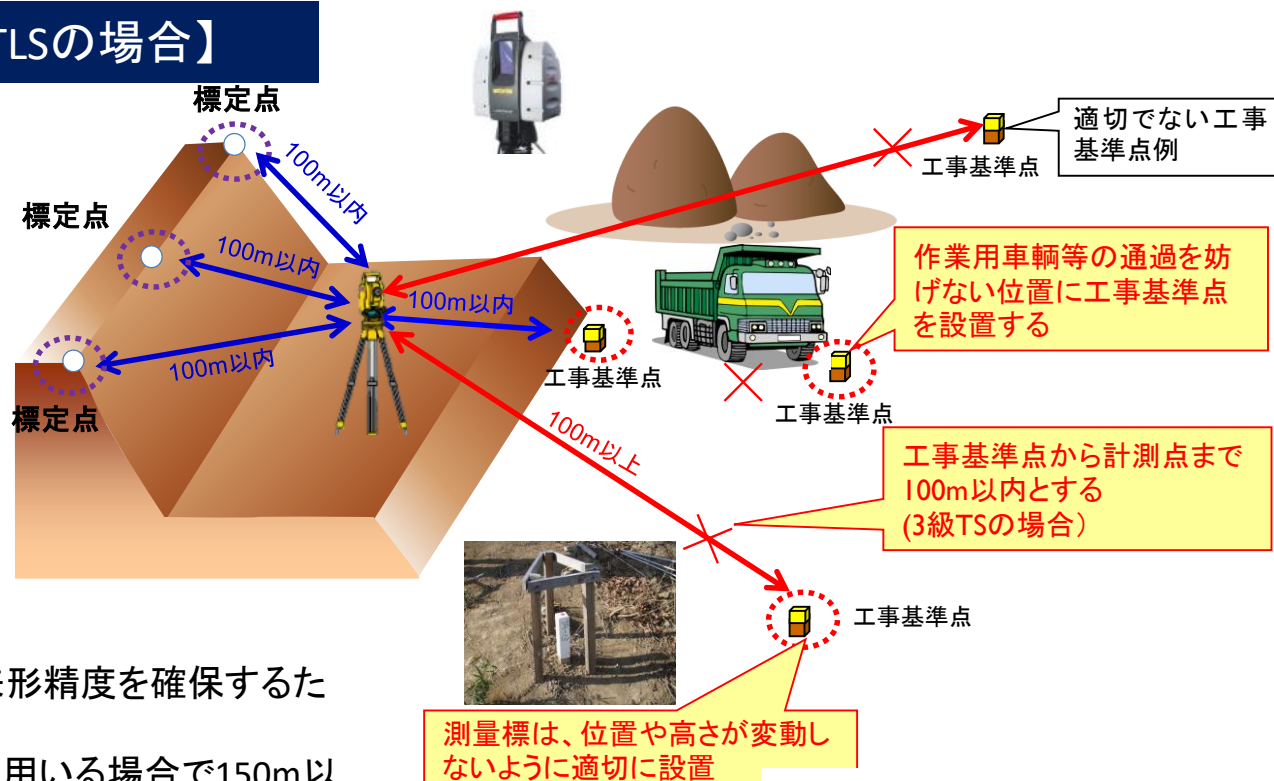 TLSの場合】
標定点
100m以内
適切でない工事
基準点例
工事基準点
標定点
100m以内
作業用車輌等の通過を妨
げない位置に工事基準点
を設置する
100m以内
100m以内
工事基準点
標定点
工事基準点
100m以上
工事基準点から計測点まで
100m以内とする
(3級TSの場合）
工事基準点
形精度を確保するた
測量標は、位置や高さが変動し
ないように適切に設置
用いる場合で150m以